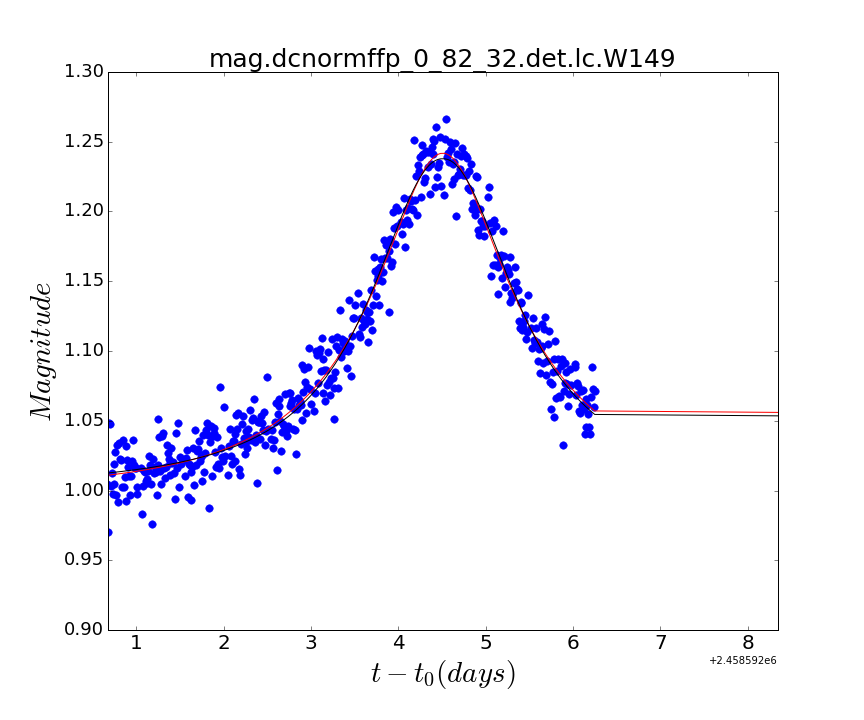 mag.dcnormffp_0_82_32.det.lc.W149
1.30
1.25
1.20
1.15
1.10
1.05
1.00
0.95
0.90
Magnitude
1 2 3 4 5 6 7 8
+2.458592e6
t − t₀(days)